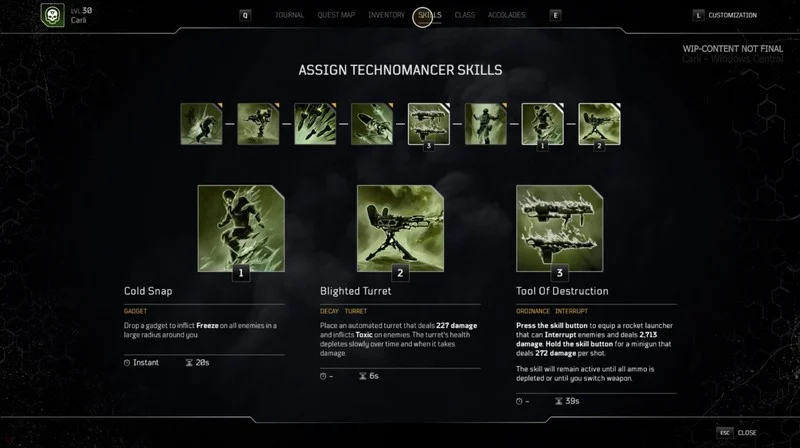 LVL 30
Carli
Q
JOURNAL
QUEST MAP
INVENTORY
SKILLS
CLASS
ACCOLADES
E
L CUSTOMIZATION
WIP-CONTENT NOT FINAL
Carli - Windows Central
ASSIGN TECHNOMANCER SKILLS
3
1
2
1
2
3
Cold Snap
GADGET
Drop a gadget to inflict Freeze on all enemies in a
large radius around you.
Instant
20s
Blighted Turret
DECAY TURRET
Place an automated turret that deals 227 damage
and inflicts Toxic on enemies. The turret's health
depletes slowly over time and when it takes
damage.
-
6s
Tool Of Destruction
ORDINANCE INTERRUPT
Press the skill button to equip a rocket launcher
that can Interrupt enemies and deals 2,713
damage. Hold the skill button for a minigun that
deals 272 damage per shot.
The skill will remain active until all ammo is
depleted or until you switch weapon.
-
39s
ESC CLOSE